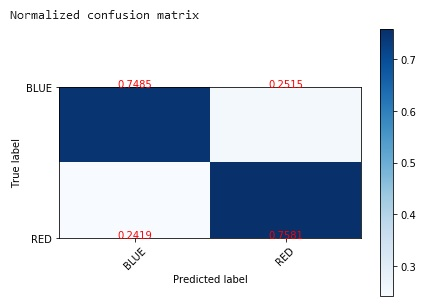 Normalized confusion matrix
BLUE
0.7485
0.2515
True label
RED
0.2419
0.7581
BLUE
RED
Predicted label
0.7
0.6
0.5
0.4
0.3